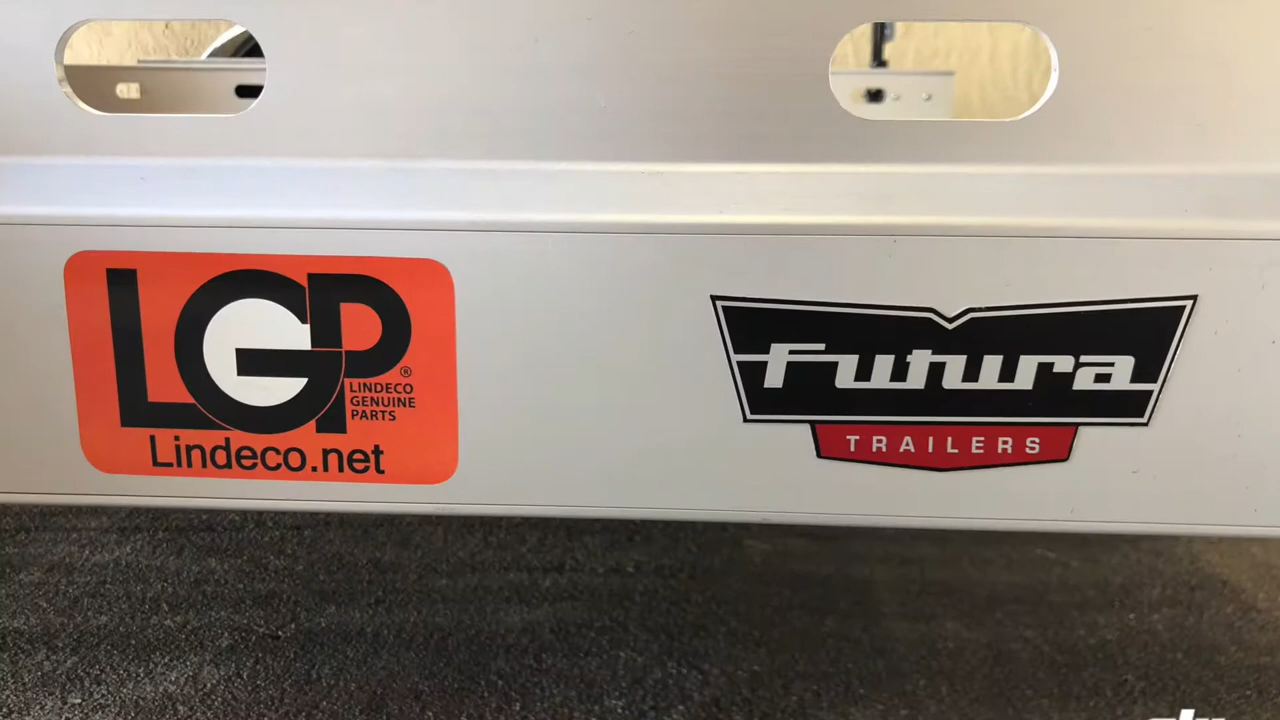 LGP®
LINDECO
GENUINE
PARTS
Lindeco.net
Futura
TRAILERS